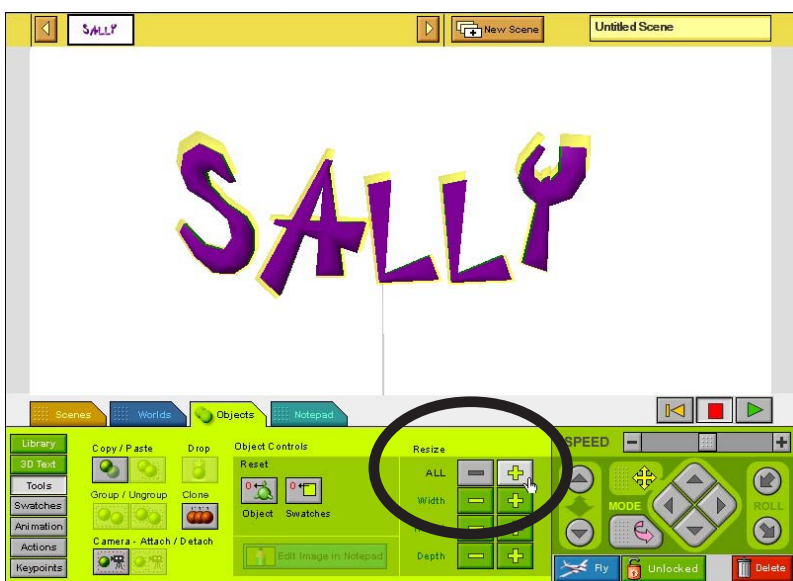 SALLY
New Scene
Untitled Scene
SALLY
Scenes
Worlds
Objects
Notepad
Library
3D Text
Tools
Swatches
Animation
Actions
Keypoints
Copy / Paste
Drop
Group / Ungroup
Clone
Camera - Attach / Detach
Object Controls
Reset
Object
Swatches
Edit Image in Notepad
Resize
ALL
Width
Depth
SPEED
MODE
ROLL
Fly
Unlocked
Delete